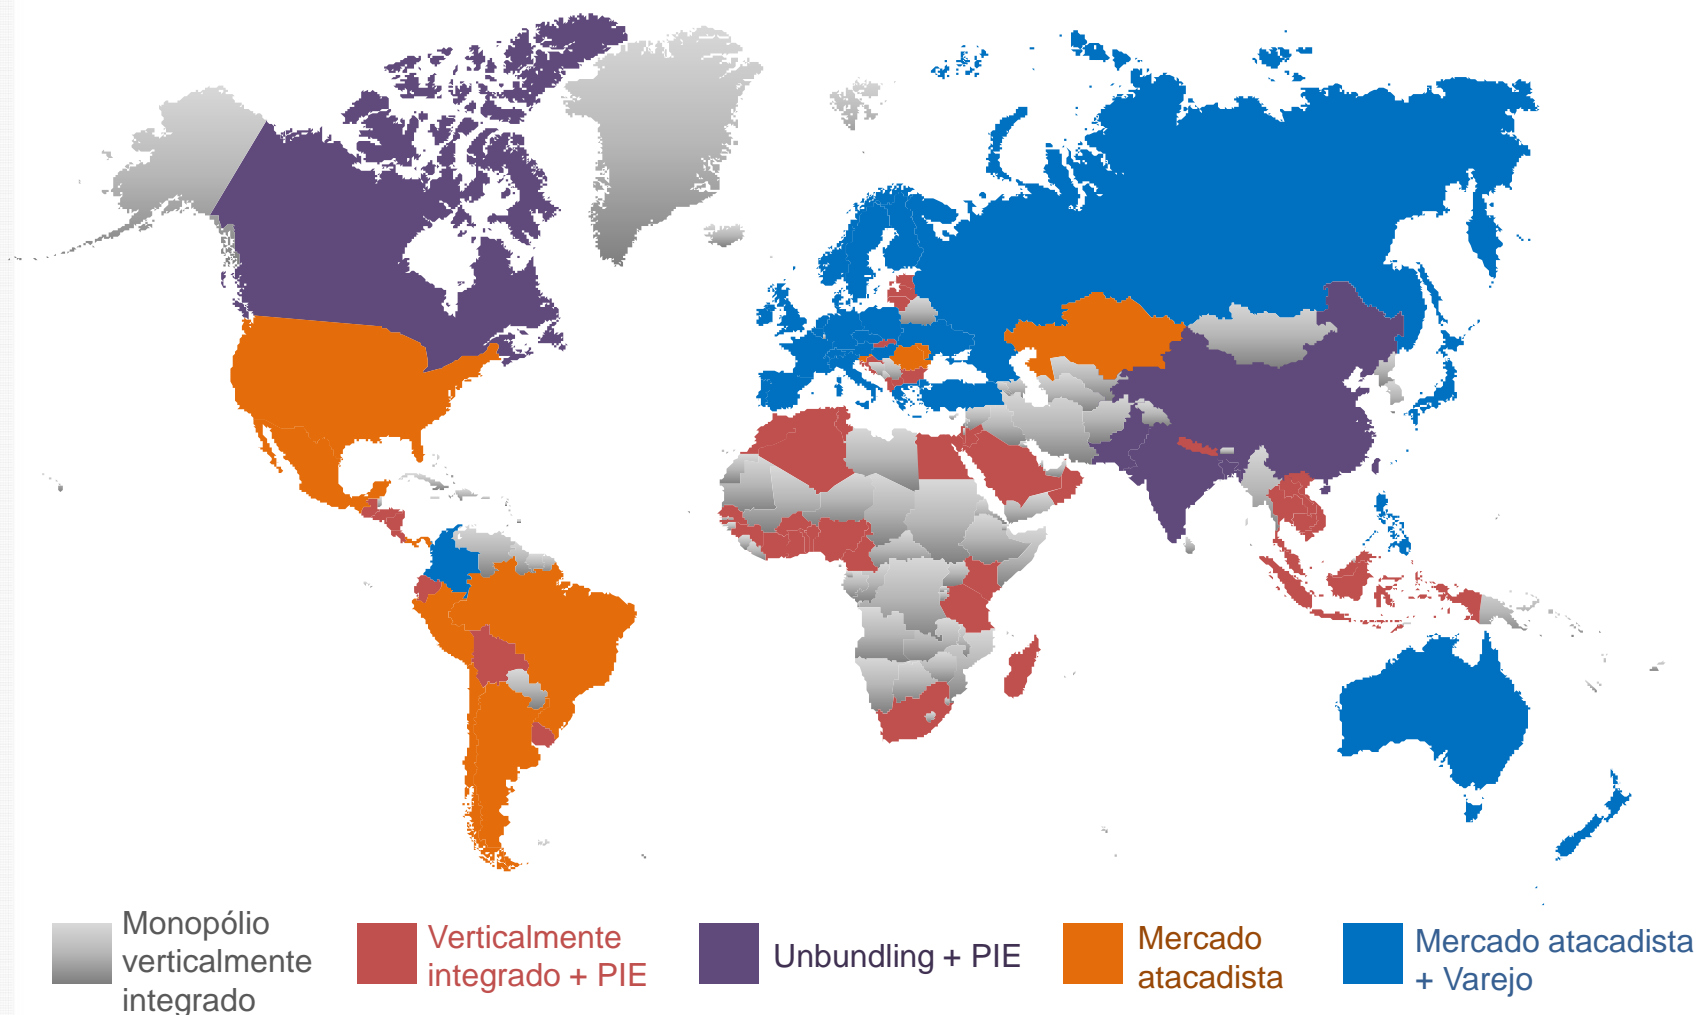 Monopólio
verticalmente
integrado
Verticalmente
integrado + PIE
Unbundling + PIE
Mercado
atacadista
Mercado atacadista
+ Varejo